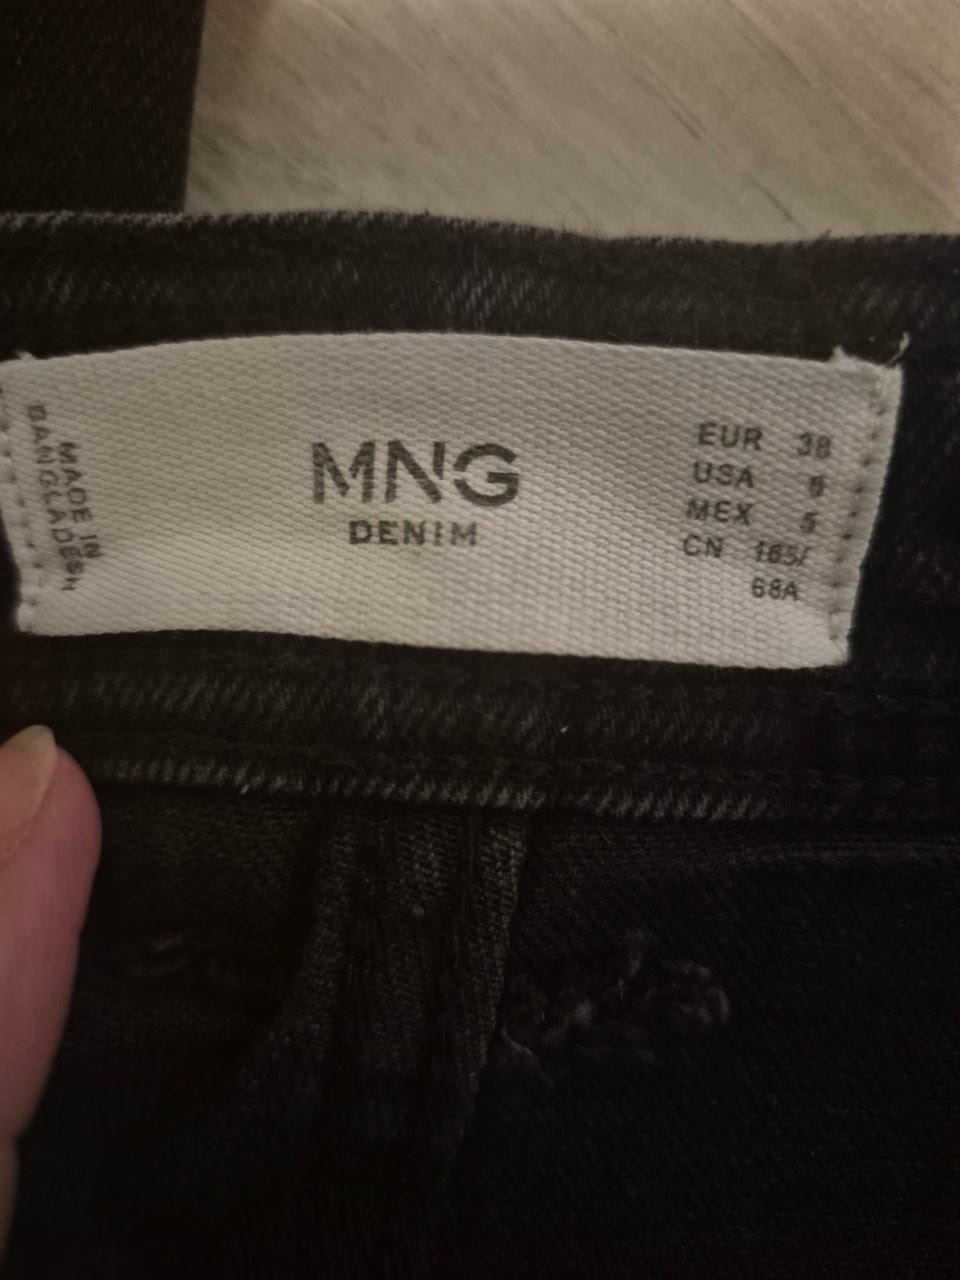 MADE IN
BANGLADESH
MNG
DENIM
EUR 38
USA 6
MEX 5
CN 165/
68A